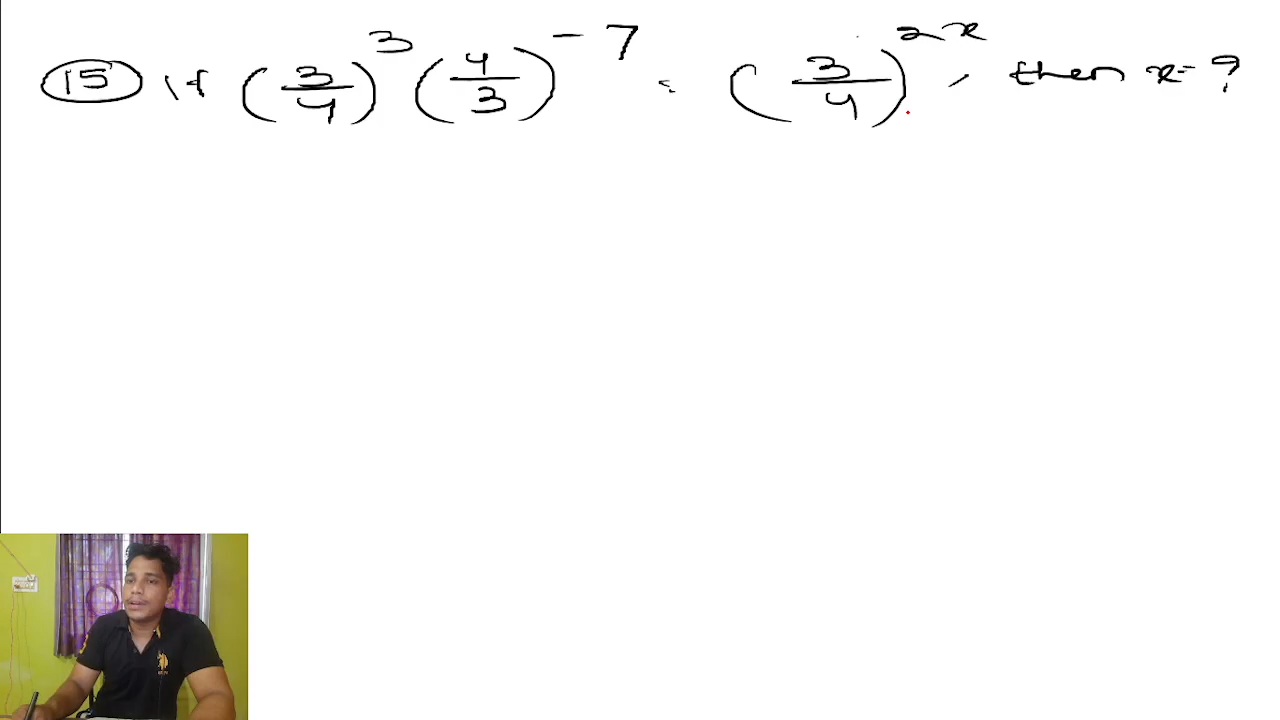 (15) If (3/4)^3 (4/3)^-7 = (3/4)^2x, then x = ?